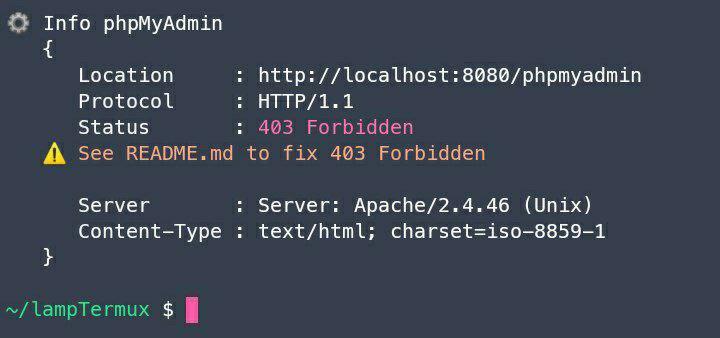 Info phpMyAdmin
{
Location : http://localhost:8080/phpmyadmin
Protocol : HTTP/1.1
Status : 403 Forbidden
See README.md to fix 403 Forbidden
Server : Server: Apache/2.4.46 (Unix)
Content-Type : text/html; charset=iso-8859-1
}
~/lampTermux $